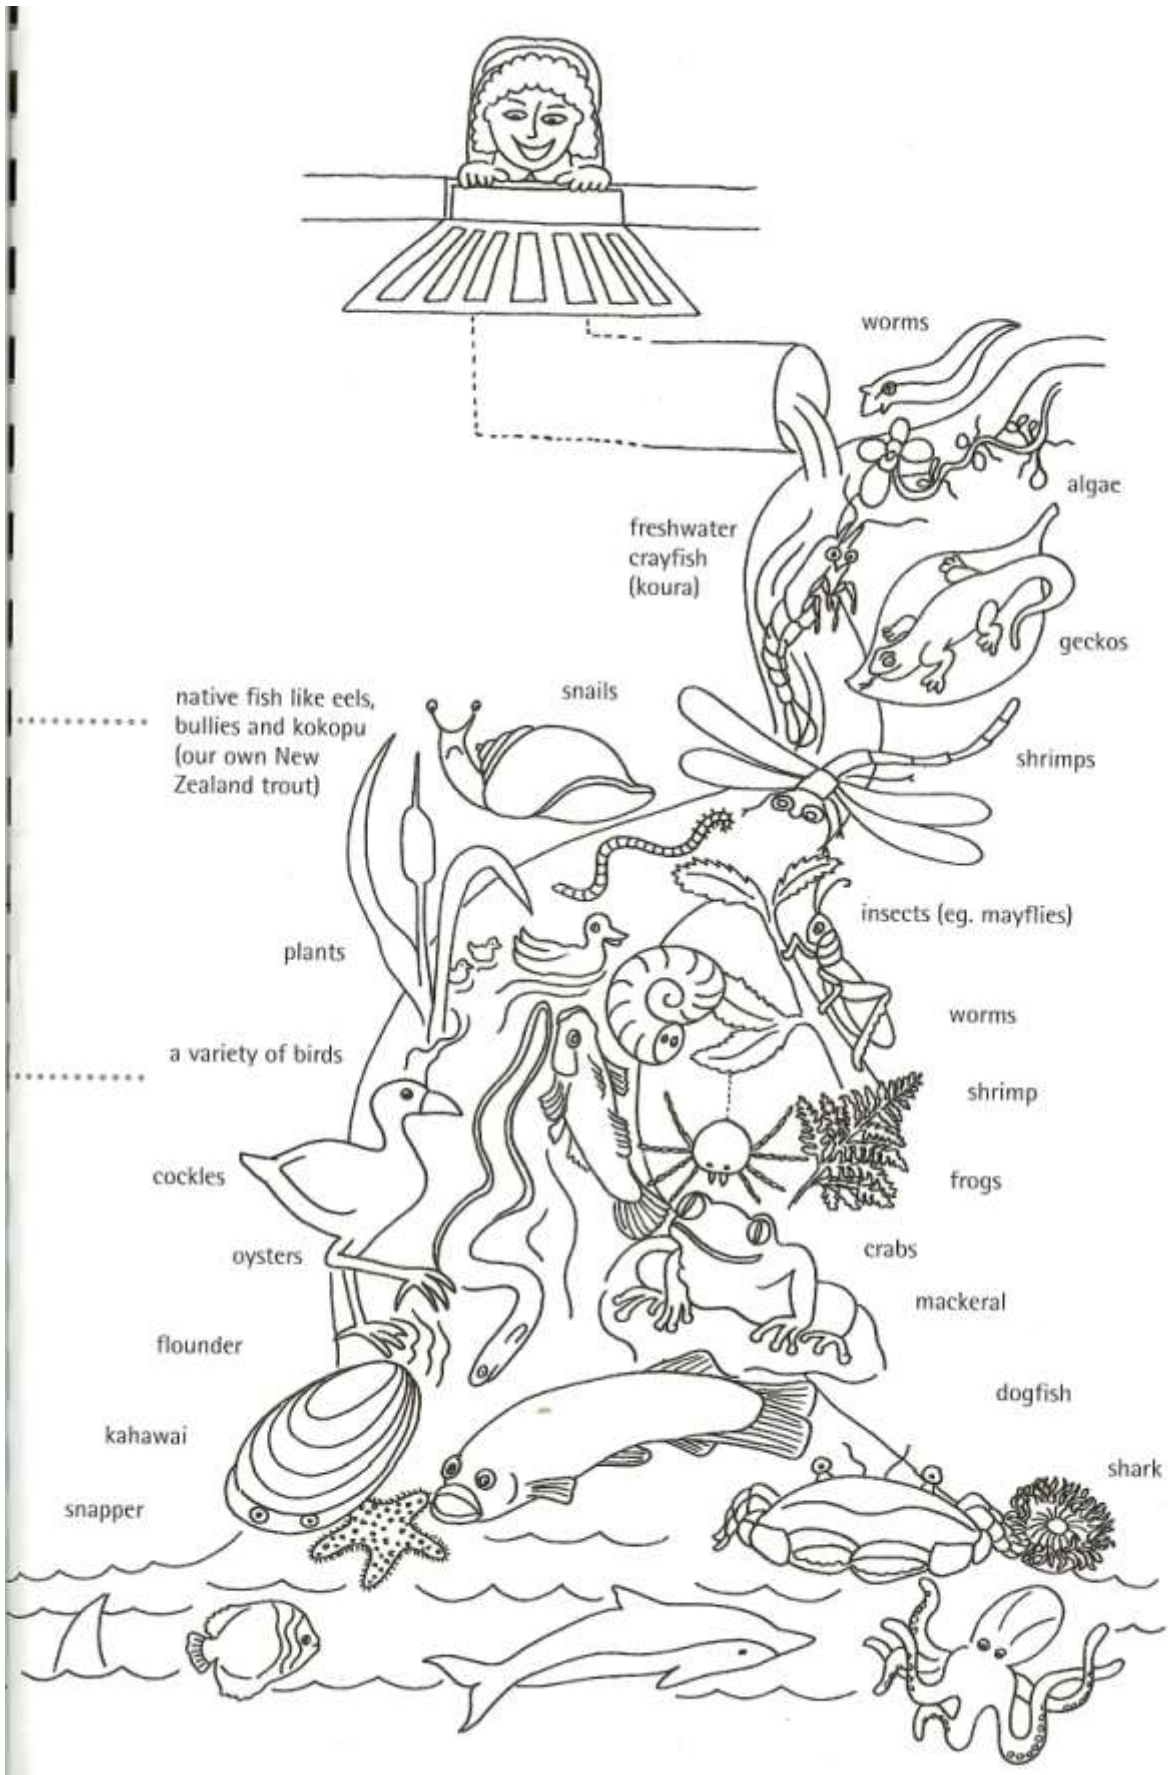 worms
algae
freshwater
crayfish
(koura)
geckos
native fish like eels,
bullies and kokopu
(our own New
Zealand trout)
snails
shrimps
insects (eg. mayflies)
plants
worms
a variety of birds
shrimp
cockles
frogs
oysters
crabs
mackeral
flounder
dogfish
kahawai
shark
snapper